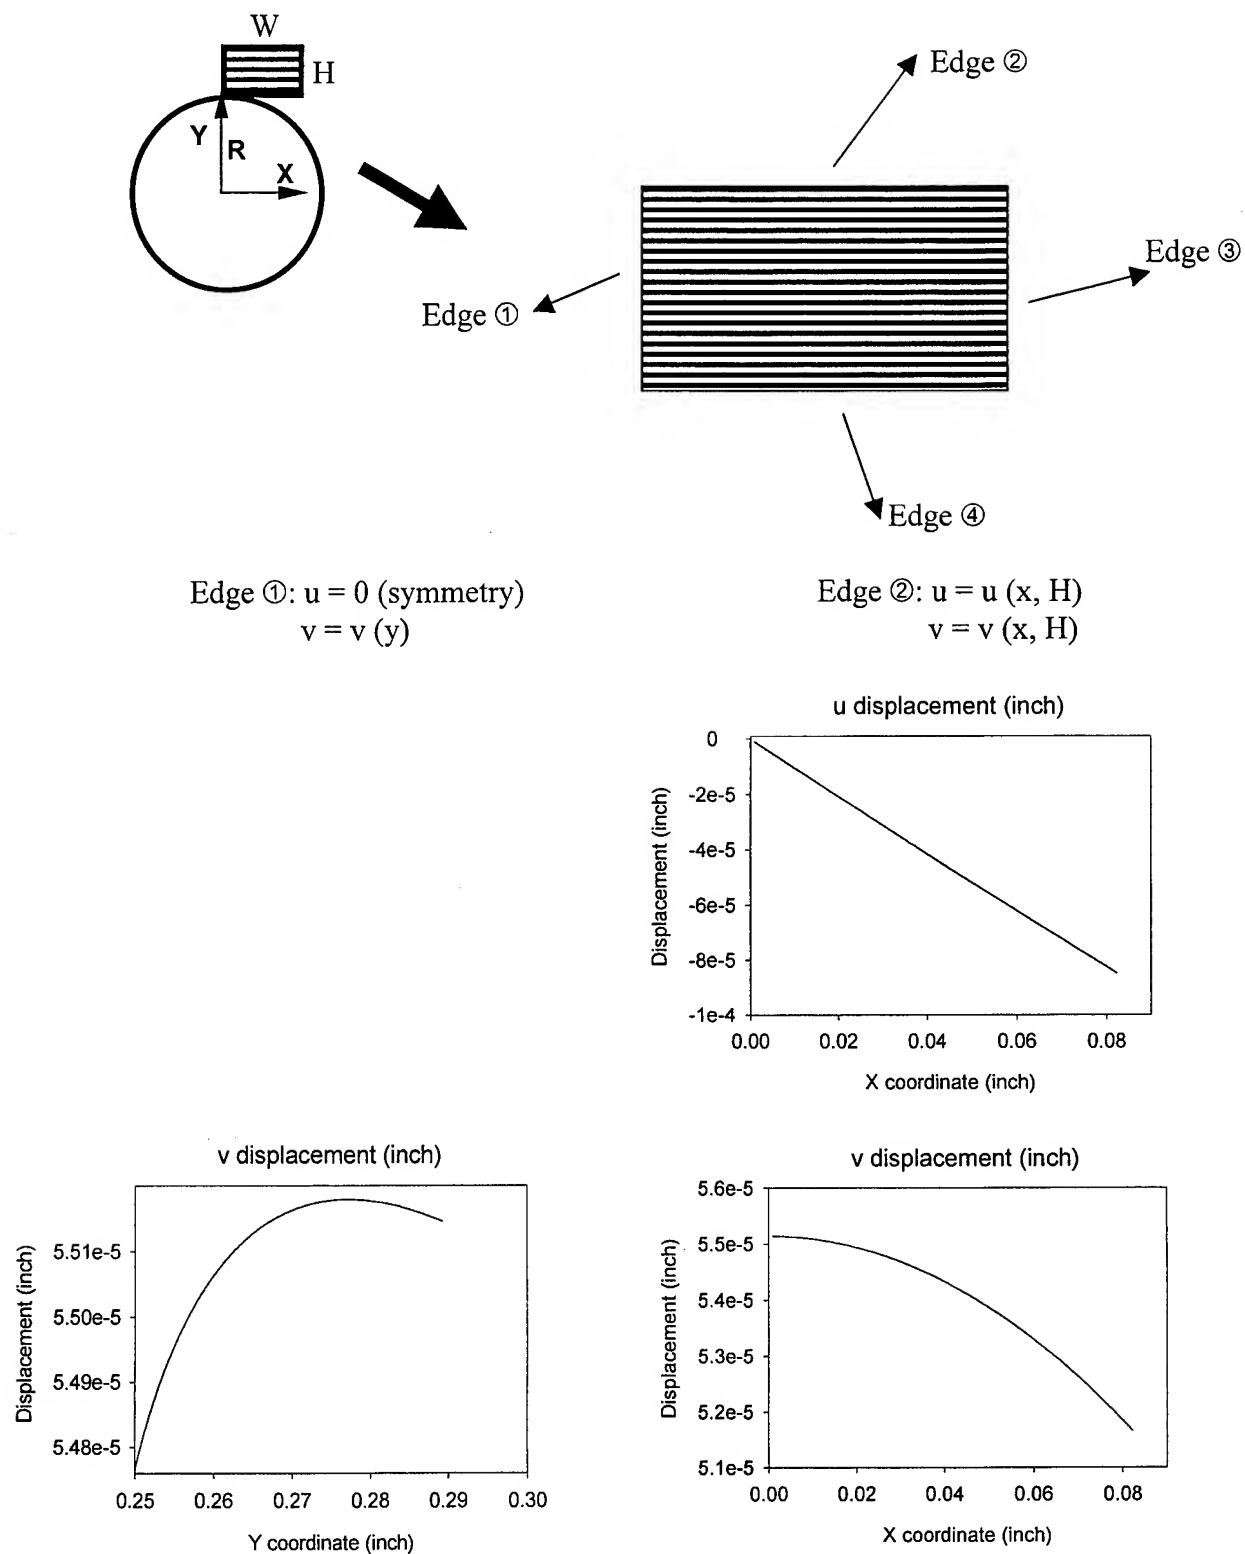 W
H
Y
R
X
Edge ②
Edge ③
Edge ①
Edge ④
Edge ①: u = 0 (symmetry)
v = v (y)
Edge ②: u = u (x, H)
v = v (x, H)
u displacement (inch)
0
-2e-5
-4e-5
-6e-5
-8e-5
-1e-4
Displacement (inch)
0.00 0.02 0.04 0.06 0.08
X coordinate (inch)
v displacement (inch)
5.51e-5
5.50e-5
5.49e-5
5.48e-5
Displacement (inch)
0.25 0.26 0.27 0.28 0.29 0.30
Y coordinate (inch)
v displacement (inch)
5.6e-5
5.5e-5
5.4e-5
5.3e-5
5.2e-5
5.1e-5
Displacement (inch)
0.00 0.02 0.04 0.06 0.08
X coordinate (inch)